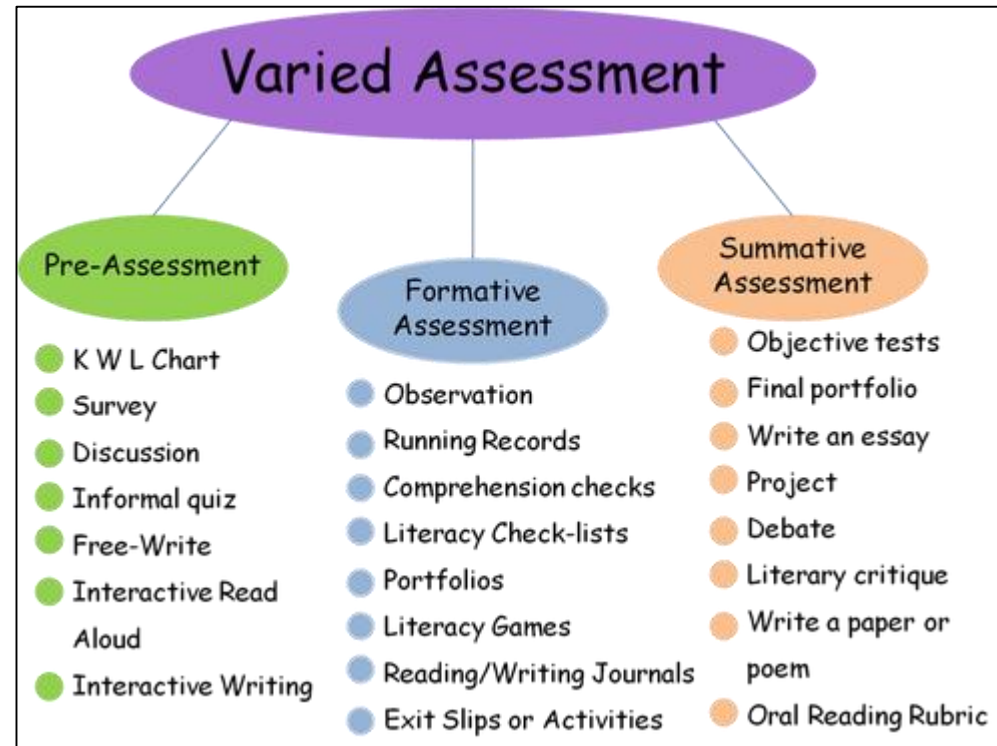 Varied Assessment
Pre-Assessment
K W L Chart
Survey
Discussion
Informal quiz
Free-Write
Interactive Read
Aloud
Interactive Writing
Formative
Assessment
Observation
Running Records
Comprehension checks
Literacy Check-lists
Portfolios
Literacy Games
Reading/Writing Journals
Exit Slips or Activities
Summative
Assessment
Objective tests
Final portfolio
Write an essay
Project
Debate
Literary critique
Write a paper or
poem
Oral Reading Rubric